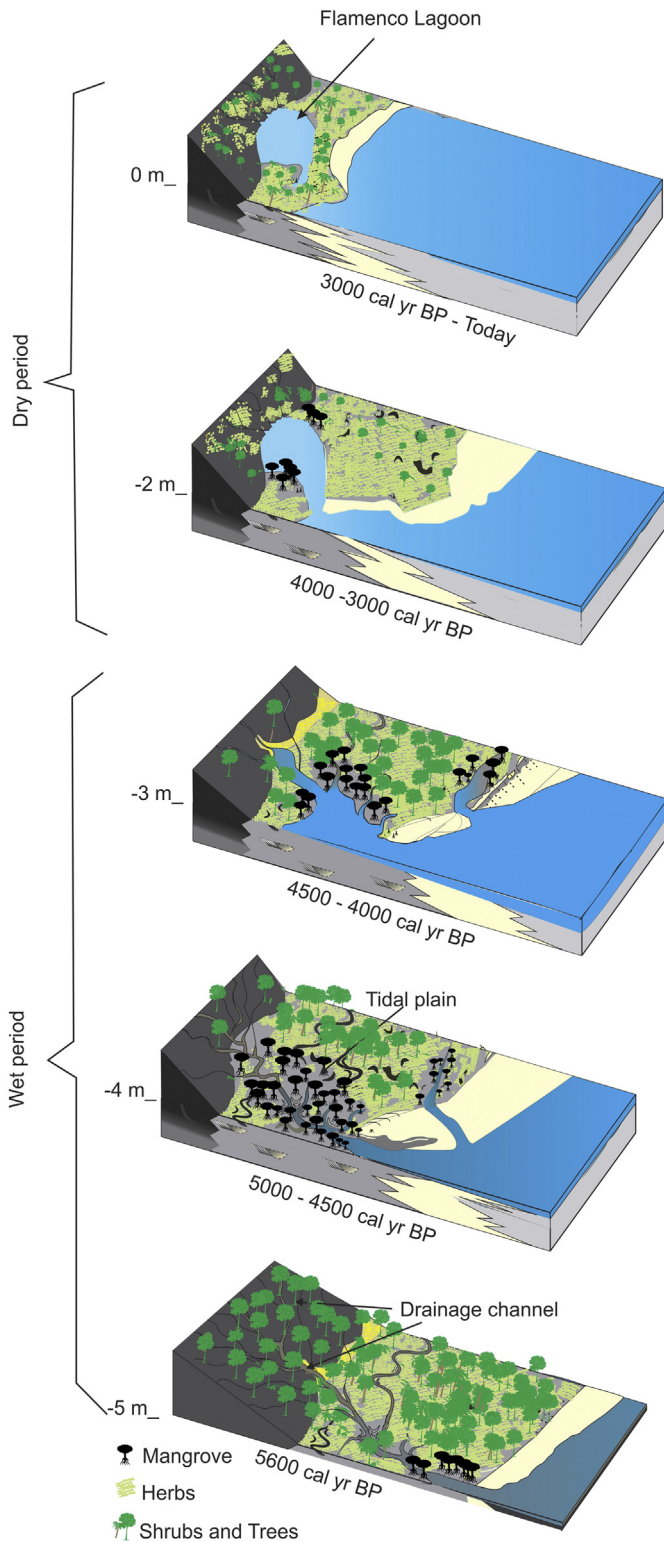 Flamenco Lagoon
0 m_
3000 cal yr BP - Today
Dry period
-2 m_
4000 -3000 cal yr BP
-3 m_
4500 - 4000 cal yr BP
Wet period
Tidal plain
-4 m_
5000 - 4500 cal yr BP
Drainage channel
-5 m_
5600 cal yr BP
Mangrove
Herbs
Shrubs and Trees